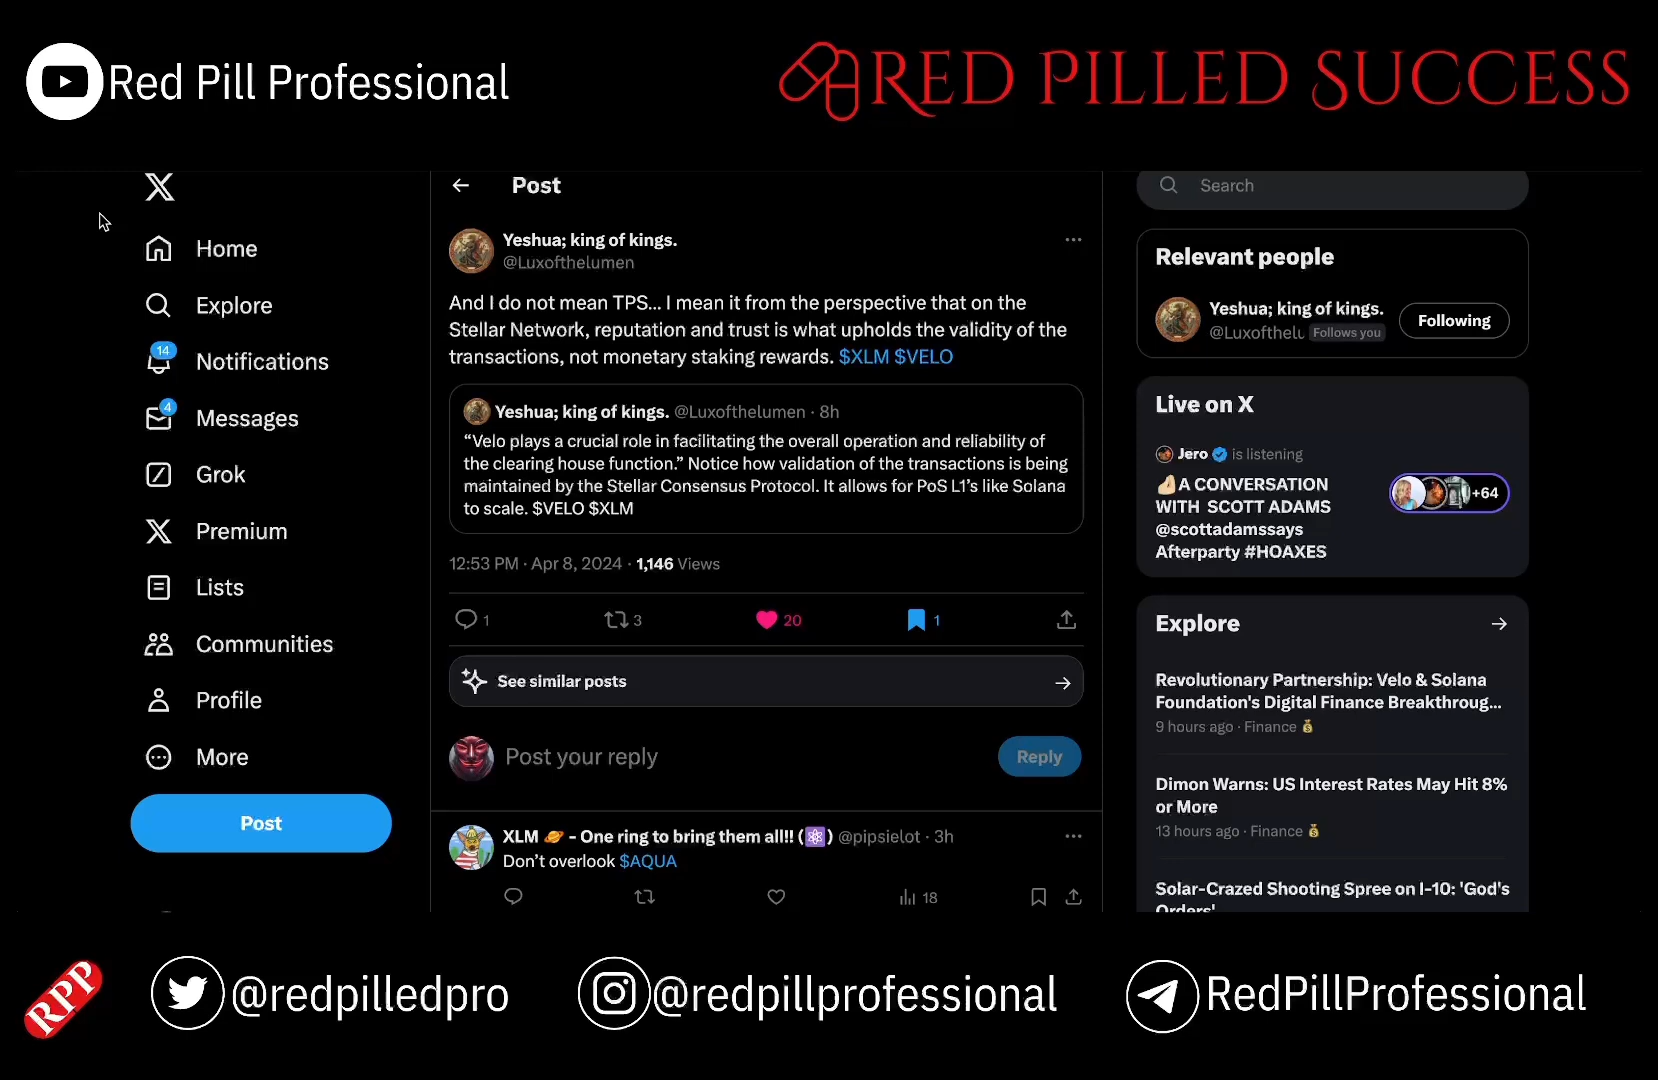 Red Pill Professional
RED PILLED SUCCESS
X
Home
Explore
14
Notifications
4
Messages
Grok
Premium
Lists
Communities
Profile
More
Post
Post
Yeshua; king of kings.
@Luxofthelumen
And I do not mean TPS... I mean it from the perspective that on the
Stellar Network, reputation and trust is what upholds the validity of the
transactions, not monetary staking rewards. $XLM $VELO
Yeshua; king of kings. @Luxofthelumen · 8h
“Velo plays a crucial role in facilitating the overall operation and reliability of
the clearing house function.” Notice how validation of the transactions is being
maintained by the Stellar Consensus Protocol. It allows for PoS L1’s like Solana
to scale. $VELO $XLM
12:53 PM · Apr 8, 2024 · 1,146 Views
1 3 20 1
See similar posts
Post your reply
Reply
XLM 🪐 - One ring to bring them all!! (⚛️) @pipsielot · 3h
Don’t overlook $AQUA
18
Search
Relevant people
Yeshua; king of kings.
@Luxofthelu Follows you
Following
Live on X
Jero is listening
A CONVERSATION
WITH SCOTT ADAMS
@scottadamssays
Afterparty #HOAXES
+64
Explore
Revolutionary Partnership: Velo & Solana
Foundation's Digital Finance Breakthroug...
9 hours ago · Finance 💰
Dimon Warns: US Interest Rates May Hit 8%
or More
13 hours ago · Finance 💰
Solar-Crazed Shooting Spree on I-10: 'God's
Orders'
RPP
@redpilledpro
@redpillprofessional
RedPillProfessional